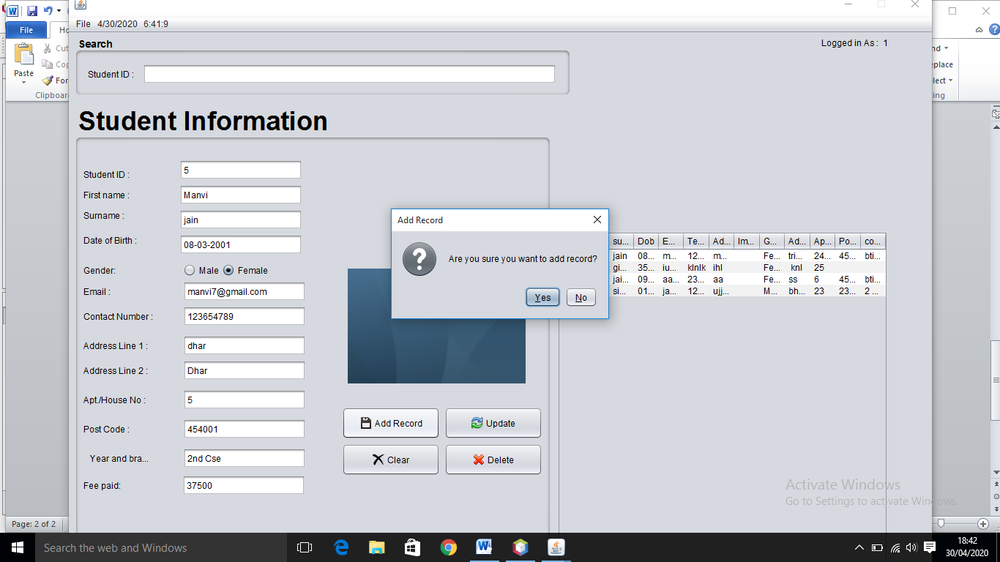 File 4/30/2020 6:41:9
Search
Logged in As : 1
Student ID :
Student Information
Student ID : 5
First name : Manvi
Surname : jain
Date of Birth : 08-03-2001
Gender: Male Female
Email : manvi7@gmail.com
Contact Number : 123654789
Address Line 1 : dhar
Address Line 2 : Dhar
Apt./House No : 5
Post Code : 454001
Year and bra... 2nd Cse
Fee paid: 37500
Add Record Update
Clear Delete
Add Record
Are you sure you want to add record?
Yes No
su... Dob E... Te... Ad... Im... G... Ad... Ap... Po... co...
jain 08... m... 12... m... Fe... tri... 24... 45... bti...
gi... 35... iu... klnlk ihl Fe... knl 25
jai... 09... aa... 23... aa Fe... ss 6 45... bti...
si... 01... ja... 12... ujj... M... bh... 23 23... 2 ...
File Ho
Cut
Paste Cop
For
Clipboard
nd
eplace
lect
ing
Activate Windows
Go to Settings to activate Windows.
Page: 2 of 2
Search the web and Windows
18:42
30/04/2020